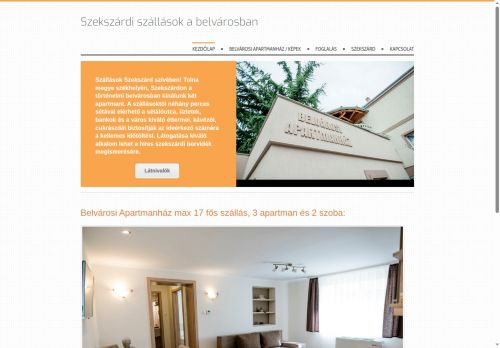 Szekszárdi szállások a belvárosban
KEZDŐLAP • BELVÁROSI APARTMANHÁZ / KÉPEK • FOGLALÁS • SZEKSZÁRD • KAPCSOLAT
Szállások Szekszárd szívében! Tolna
megye székhelyén, Szekszárdon a
történelmi belvárosban kínálunk két
apartmant. A szállásoktól néhány perces
sétával elérhető a sétálóutca, üzletek,
bankok és a város kiváló éttermei, kávézói,
cukrászdái biztosítják az ideérkező számára
a kellemes időtöltést. Látogatása kiváló
alkalom lehet a híres szekszárdi borvidék
megismerésére.
Látnivalók
BELVÁROSI
APARTMANHÁZ
Belvárosi Apartmanház max 17 fős szállás, 3 apartman és 2 szoba: